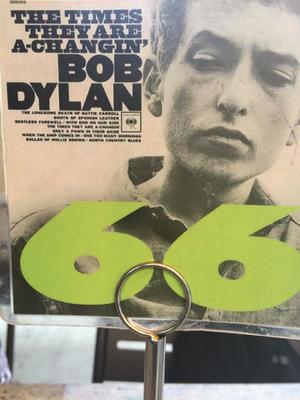 THE TIMES
THEY ARE
A-CHANGIN'
BOB
DYLAN
THE LONESOME DEATH OF HATTIE CARROLL
BOOTS OF SPANISH LEATHER
RESTLESS FAREWELL · WITH GOD ON OUR SIDE
THE TIMES THEY ARE A-CHANGIN'
ONLY A PAWN IN THEIR GAME
WHEN THE SHIP COMES IN · ONE TOO MANY MORNINGS
BALLAD OF HOLLIS BROWN · NORTH COUNTRY BLUES
66